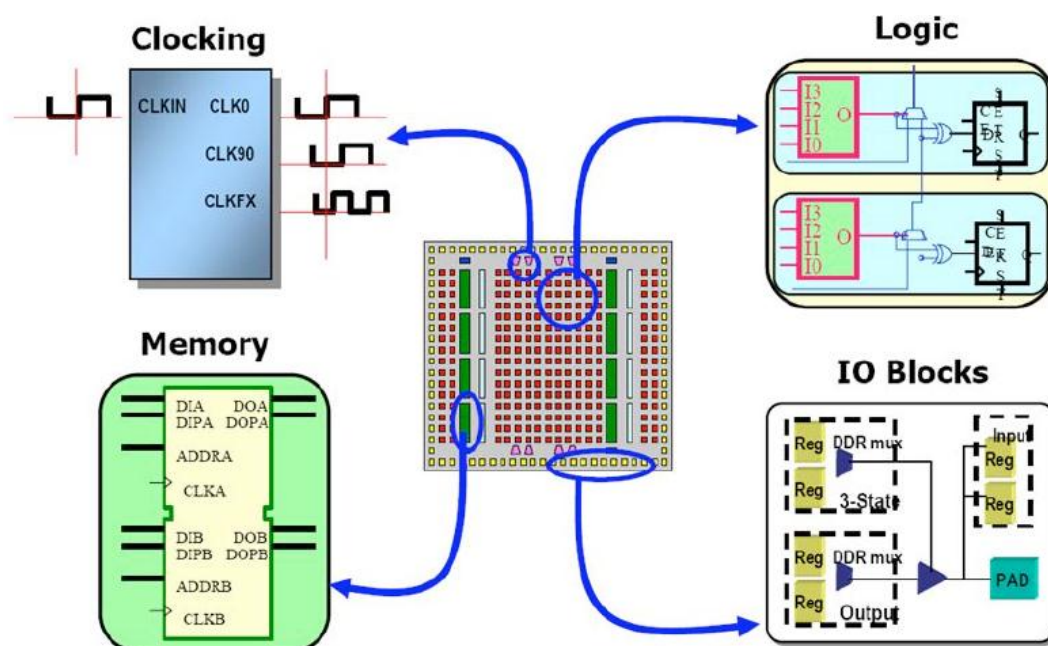 Clocking
CLKIN CLK0
CLK90
CLKFX
Logic
I3
I2
I1
I0
O
I3
I2
I1
I0
O
Memory
DIA DOA
DIPA DOPA
ADDRA
CLKA
DIB DOB
DIPB DOPB
ADDRB
CLKB
IO Blocks
Reg DDR mux
Reg
3-State
Reg DDR mux
Reg
Output
Input
Reg
Reg
PAD